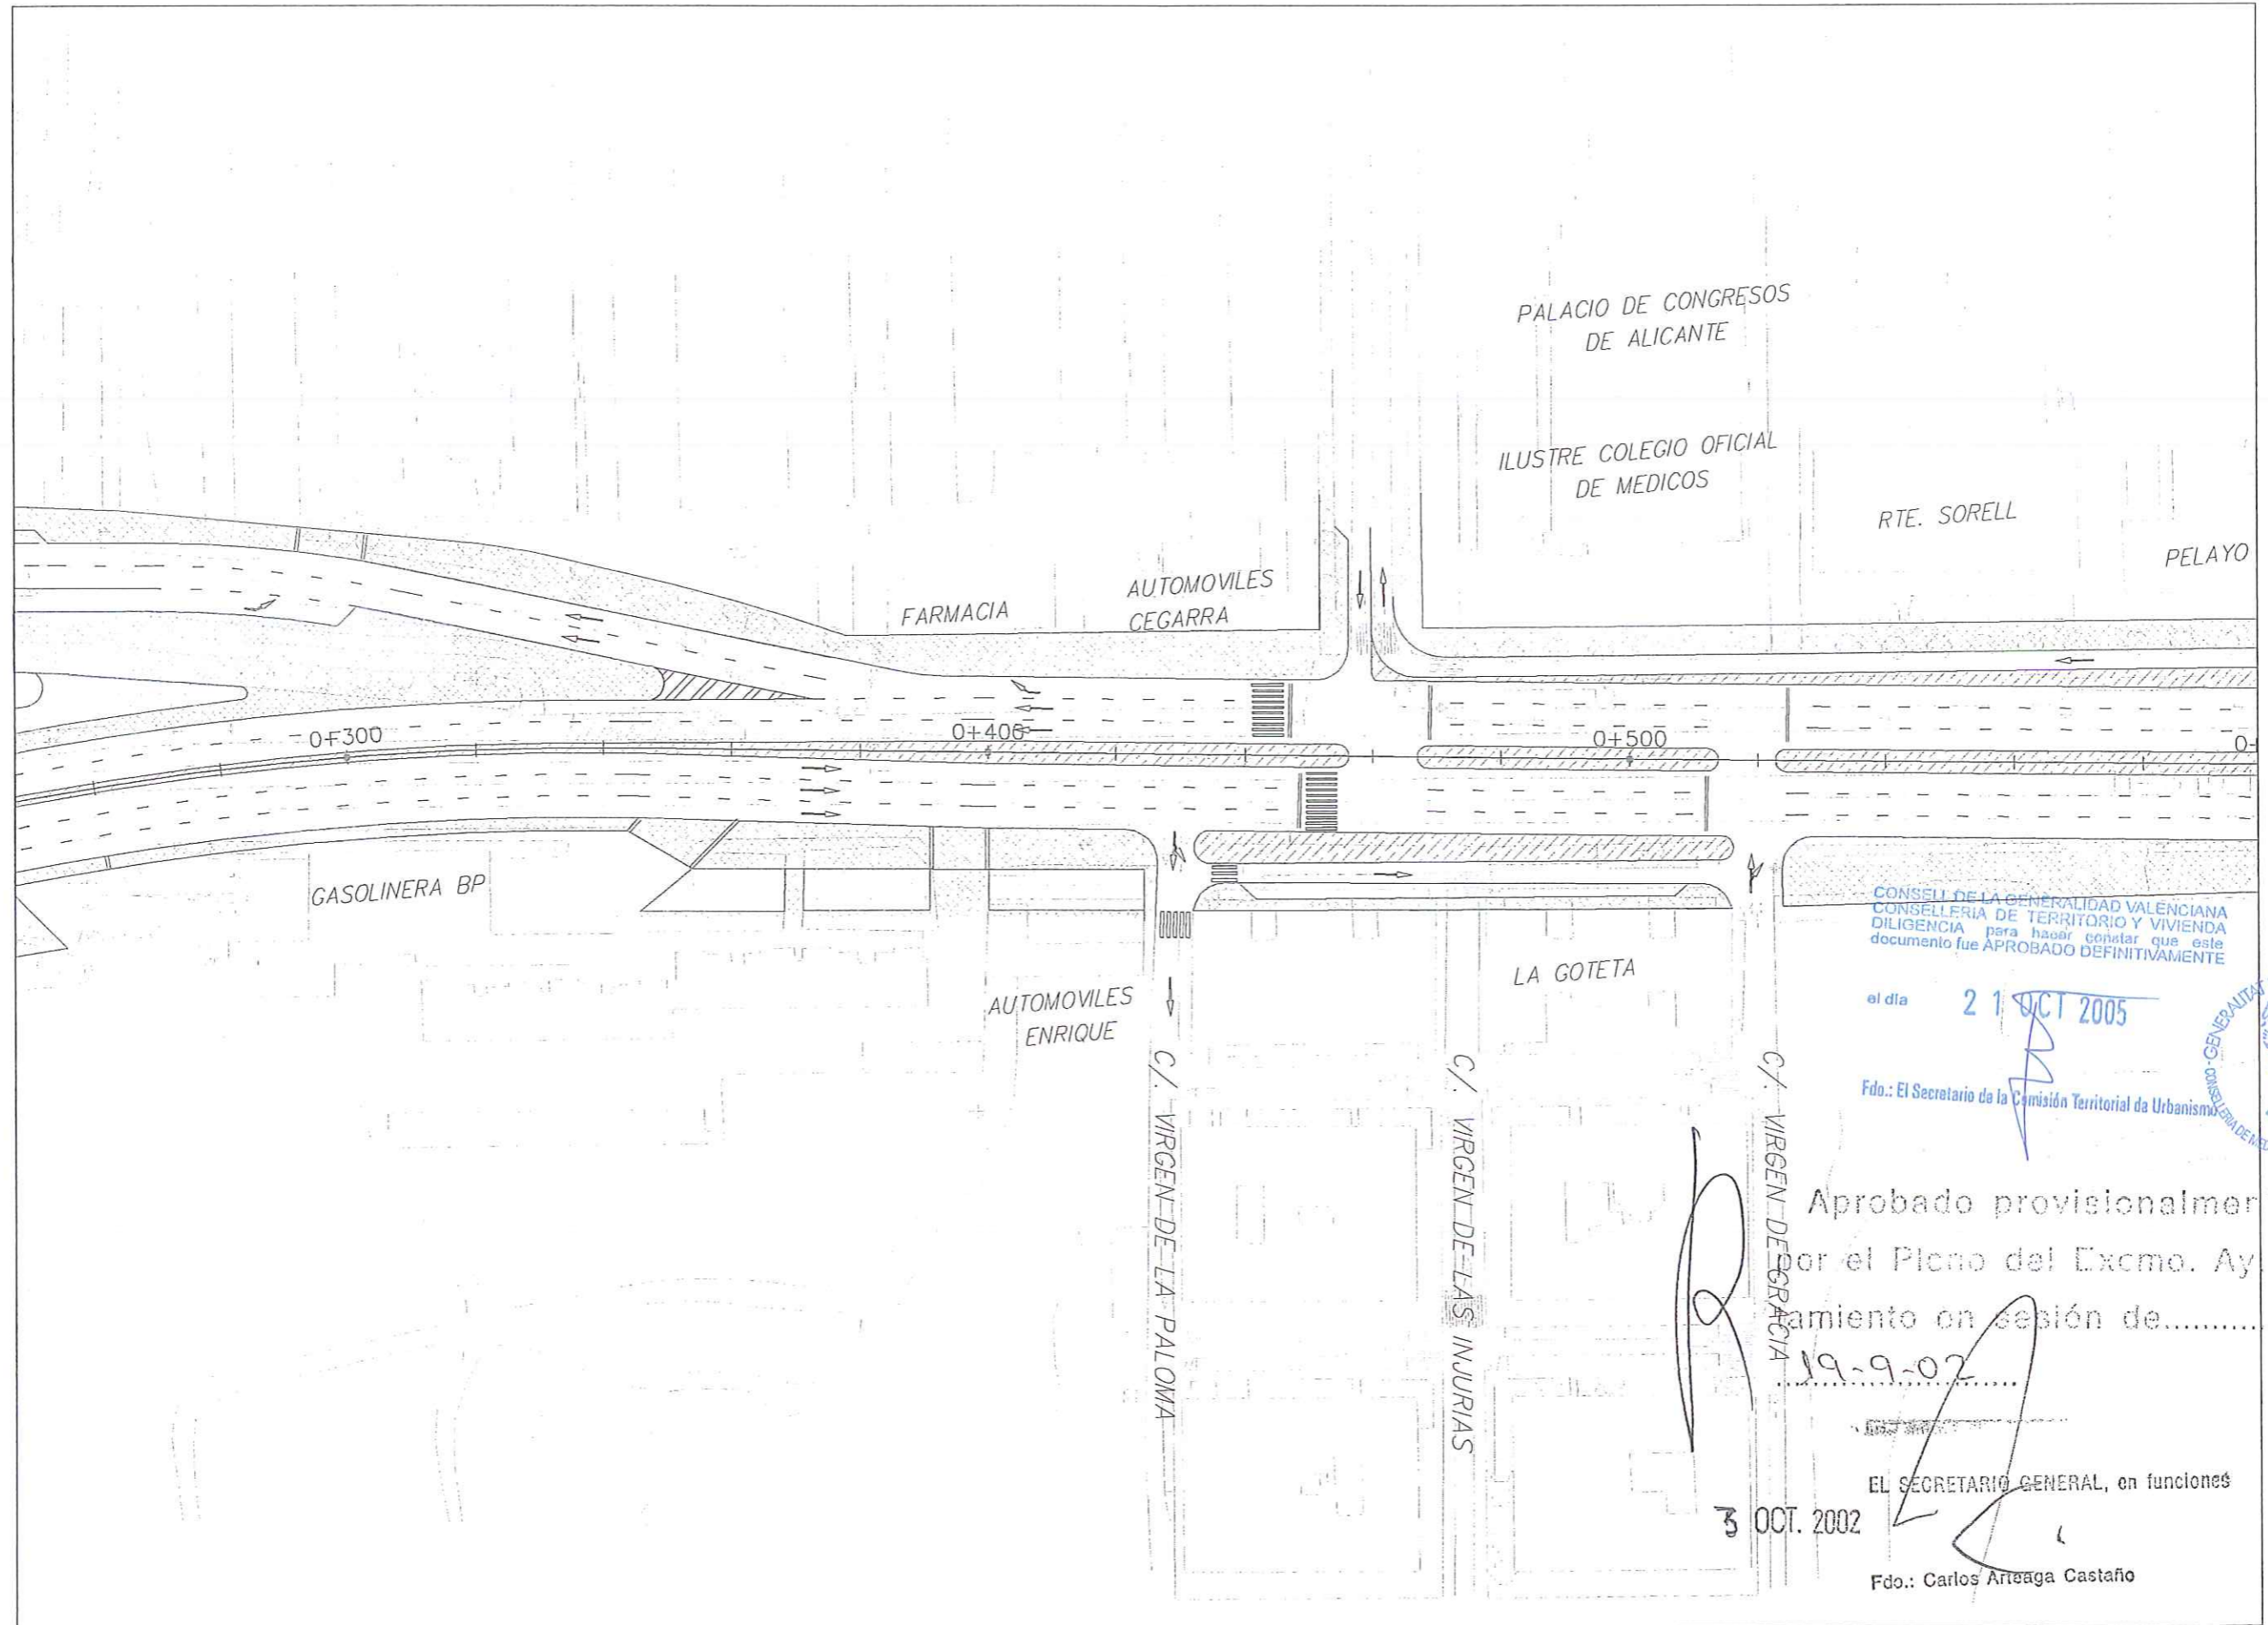 PALACIO DE CONGRESOS
DE ALICANTE
ILUSTRE COLEGIO OFICIAL
DE MEDICOS
RTE. SORELL
PELAYO
AUTOMOVILES
CEGARRA
FARMACIA
0+300
0+400
0+500
0-
GASOLINERA BP
AUTOMOVILES
ENRIQUE
LA GOTETA
C/. VIRGEN DE LA PALOMA
C/. VIRGEN DE LAS INJURIAS
C/. VIRGEN DE GRACIA
CONSELL DE LA GENERALIDAD VALENCIANA
CONSELLERIA DE TERRITORIO Y VIVIENDA
DILIGENCIA para hacer constar que este
documento fue APROBADO DEFINITIVAMENTE
el dia 21 OCT 2005
Fdo.: El Secretario de la Comisión Territorial de Urbanismo
GENERALITAT
Aprobado provisionalmer
por el Pleno del Excmo. Ay
amiento en sesión de...........
19-9-02
EL SECRETARIO GENERAL, en funciones
3 OCT. 2002
Fdo.: Carlos Arteaga Castaño